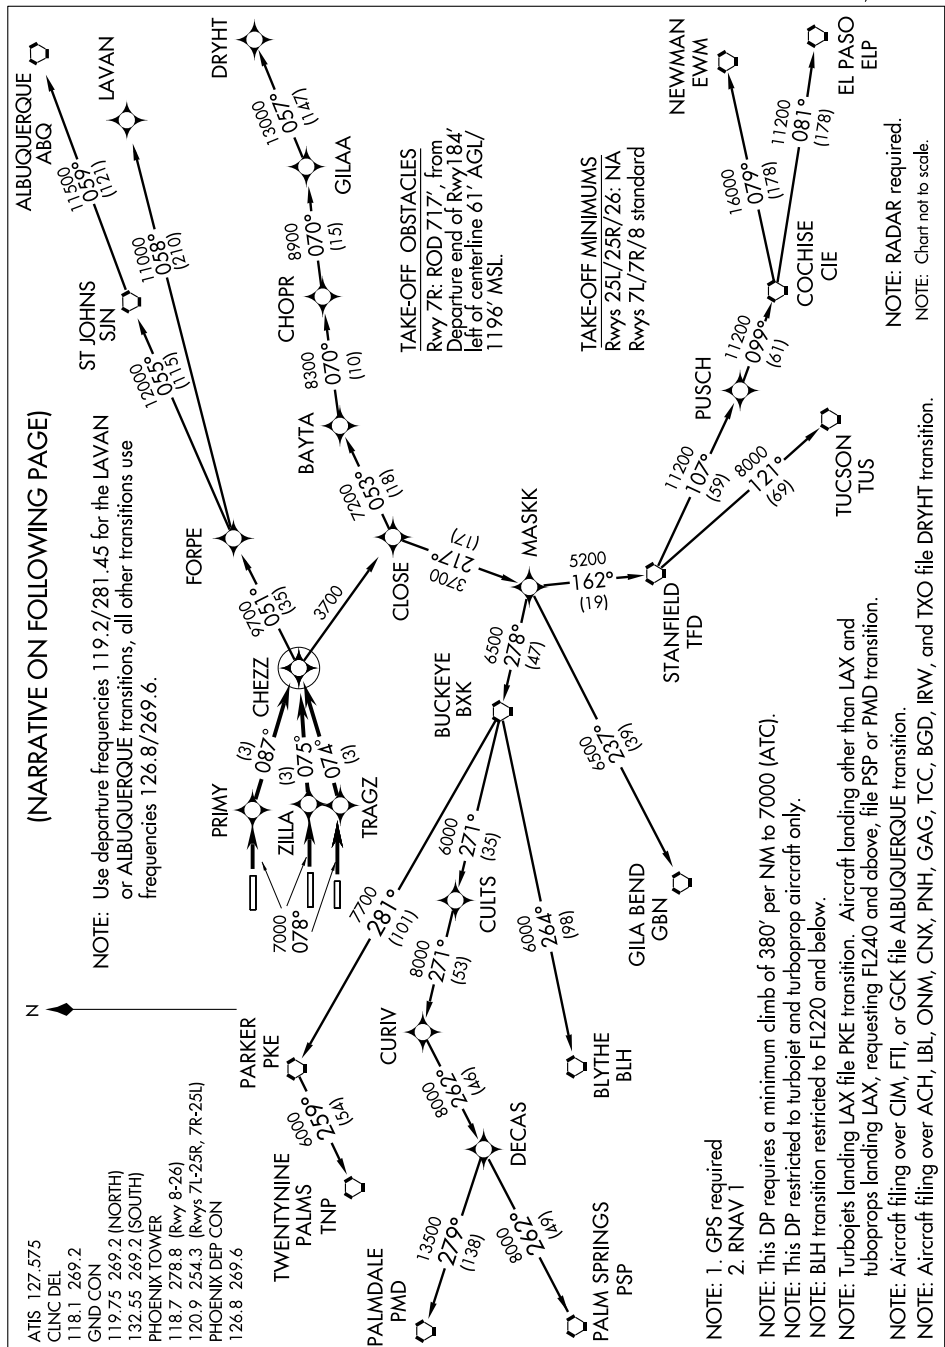 (NARRATIVE ON FOLLOWING PAGE)
ATIS 127.575
CLNC DEL
118.1 269.2
GND CON
119.75 269.2 (NORTH)
132.55 269.2 (SOUTH)
PHOENIX TOWER
118.7 278.8 (Rwy 8-26)
120.9 254.3 (Rwys 7L-25R, 7R-25L)
PHOENIX DEP CON
126.8 269.6
N
NOTE: Use departure frequencies 119.2/281.45 for the LAVAN
or ALBUQUERQUE transitions, all other transitions use
frequencies 126.8/269.6.
ALBUQUERQUE
ABQ
11500
059°
(121)
LAVAN
11000
058°
(210)
ST JOHNS
SJN
12000
055°
(115)
FORPE
9700
051°
(35)
CHEZZ
3700
PRIMY
(3)
087°
ZILLA
(3)
075°
TRAGZ
074°
(3)
7000
078°
DRYHT
13000
057°
(147)
GILAA
8900
070°
(15)
CHOPR
8300
070°
(10)
BAYTA
7200
053°
(18)
CLOSE
3700
217°
(17)
MASKK
TAKE-OFF OBSTACLES
Rwy 7R: ROD 717', from
Departure end of Rwy184'
left of centerline 61' AGL/
1196' MSL.
TAKE-OFF MINIMUMS
Rwys 25L/25R/26: NA
Rwys 7L/7R/8 standard
5200
162°
(19)
STANFIELD
TFD
11200
107°
(59)
PUSCH
11200
099°
(61)
COCHISE
CIE
16000
079°
(178)
NEWMAN
EWM
11200
081°
(178)
EL PASO
ELP
8000
121°
(69)
TUCSON
TUS
6500
278°
(47)
BUCKEYE
BXK
6500
237°
(39)
GILA BEND
GBN
7700
281°
(101)
PARKER
PKE
6000
259°
(54)
TWENTYNINE
PALMS
TNP
6000
271°
(35)
CULTS
8000
271°
(53)
CURIV
8000
262°
(46)
DECAS
13500
279°
(138)
PALMDALE
PMD
8000
262°
(49)
PALM SPRINGS
PSP
6000
264°
(98)
BLYTHE
BLH
NOTE: RADAR required.
NOTE: Chart not to scale.
NOTE: 1. GPS required
2. RNAV 1
NOTE: This DP requires a minimum climb of 380' per NM to 7000 (ATC).
NOTE: This DP restricted to turbojet and turboprop aircraft only.
NOTE: BLH transition restricted to FL220 and below.
NOTE: Turbojets landing LAX file PKE transition. Aircraft landing other than LAX and
tuboprops landing LAX, requesting FL240 and above, file PSP or PMD transition.
NOTE: Aircraft filing over CIM, FTI, or GCK file ALBUQUERQUE transition.
NOTE: Aircraft filing over ACH, LBL, ONM, CNX, PNH, GAG, TCC, BGD, IRW, and TXO file DRYHT transition.